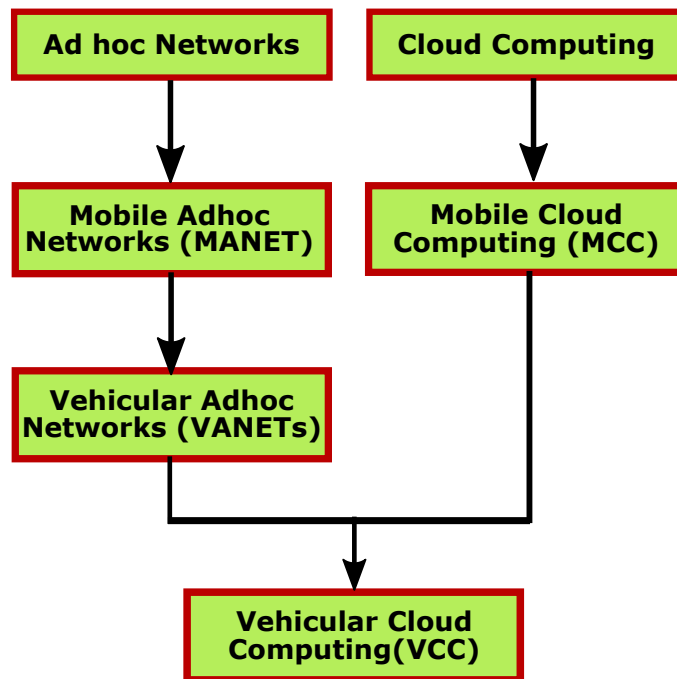 Ad hoc Networks
Cloud Computing
Mobile Adhoc
Networks (MANET)
Mobile Cloud
Computing (MCC)
Vehicular Adhoc
Networks (VANETs)
Vehicular Cloud
Computing(VCC)